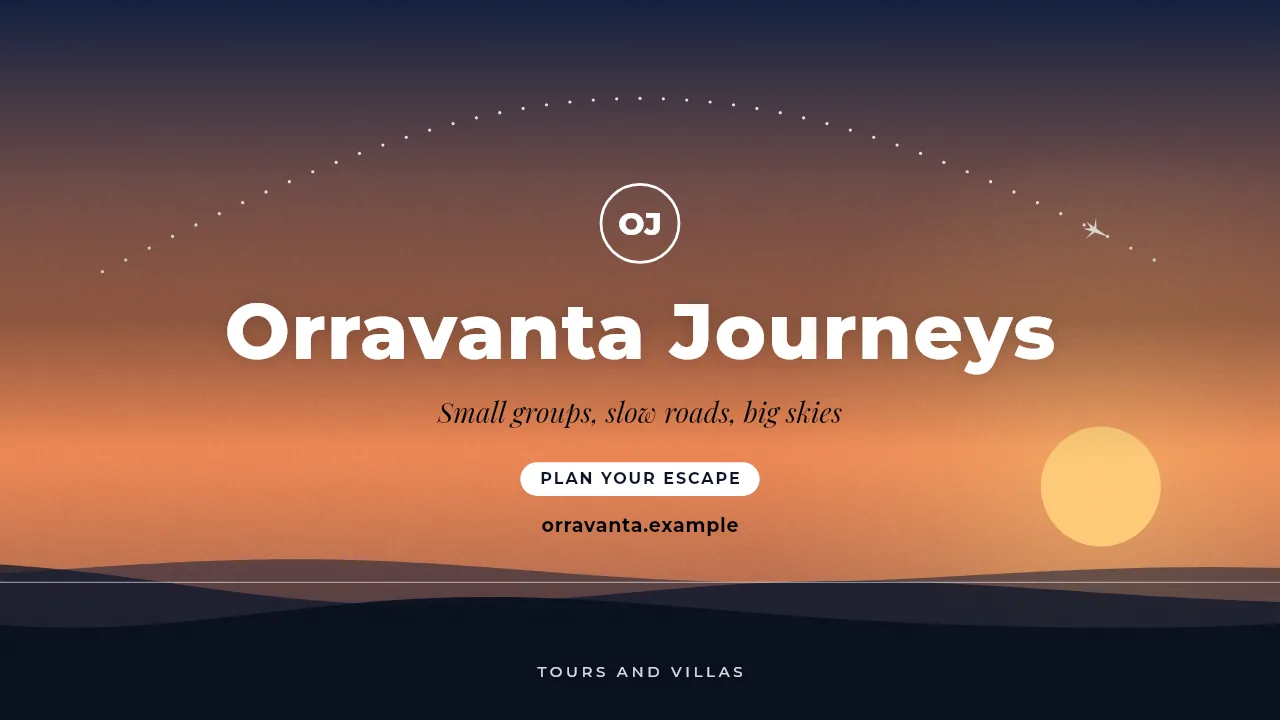 OJ
Orravanta Journeys
Small groups, slow roads, big skies
PLAN YOUR ESCAPE
orravanta.example
TOURS AND VILLAS